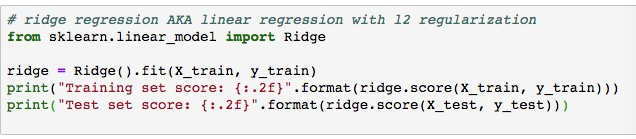 # ridge regression AKA linear regression with l2 regularization
from sklearn.linear_model import Ridge
ridge = Ridge().fit(X_train, y_train)
print("Training set score: {:.2f}".format(ridge.score(X_train, y_train)))
print("Test set score: {:.2f}".format(ridge.score(X_test, y_test)))